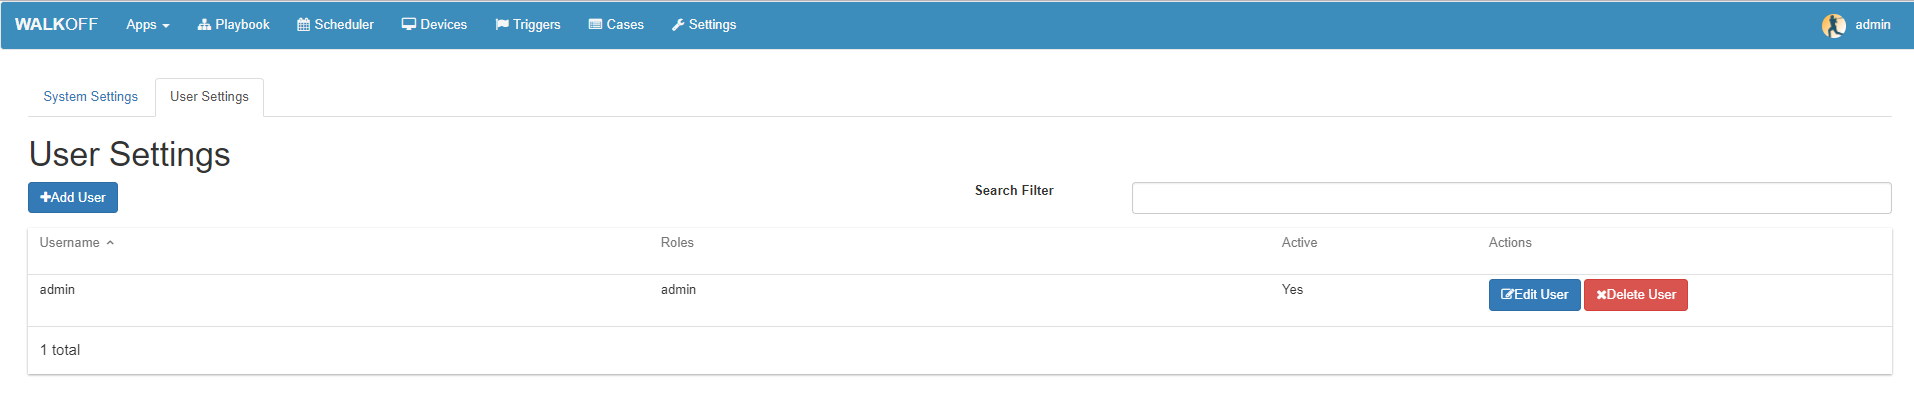 WALKOFF Apps Playbook Scheduler Devices Triggers Cases Settings admin
System Settings User Settings
User Settings
Add User Search Filter
Username Roles Active Actions
admin admin Yes Edit User Delete User
1 total